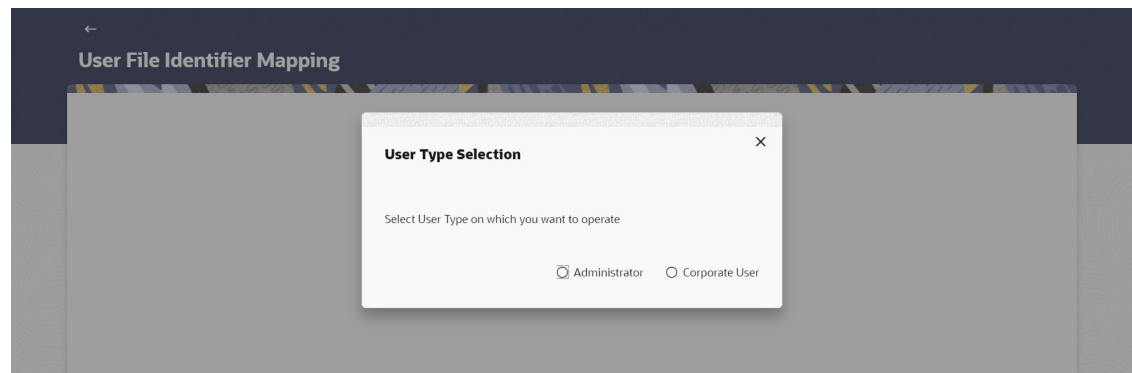 User File Identifier Mapping
User Type Selection
Select User Type on which you want to operate
Administrator Corporate User